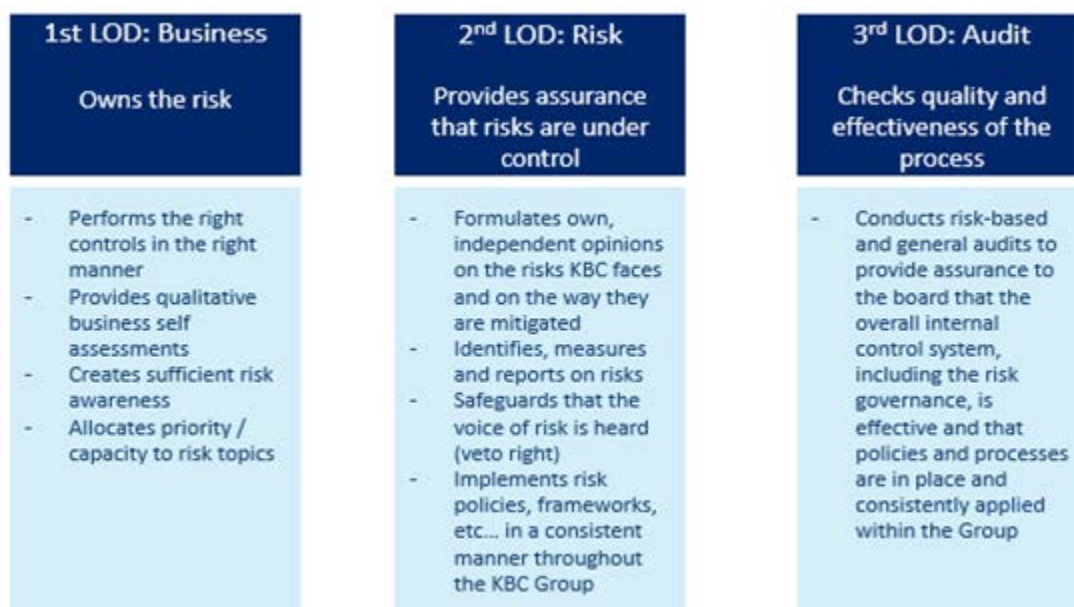 1st LOD: Business
Owns the risk
- Performs the right
controls in the right
manner
- Provides qualitative
business self
assessments
- Creates sufficient risk
awareness
- Allocates priority /
capacity to risk topics
2nd LOD: Risk
Provides assurance
that risks are under
control
- Formulates own,
independent opinions
on the risks KBC faces
and on the way they
are mitigated
- Identifies, measures
and reports on risks
- Safeguards that the
voice of risk is heard
(veto right)
- Implements risk
policies, frameworks,
etc... in a consistent
manner throughout
the KBC Group
3rd LOD: Audit
Checks quality and
effectiveness of the
process
- Conducts risk-based
and general audits to
provide assurance to
the board that the
overall internal
control system,
including the risk
governance, is
effective and that
policies and processes
are in place and
consistently applied
within the Group